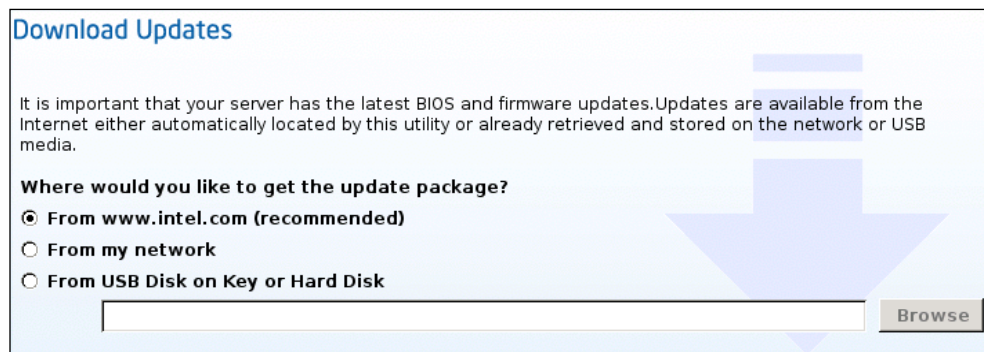 Download Updates
It is important that your server has the latest BIOS and firmware updates.Updates are available from the
Internet either automatically located by this utility or already retrieved and stored on the network or USB
media.
Where would you like to get the update package?
From www.intel.com (recommended)
From my network
From USB Disk on Key or Hard Disk
Browse